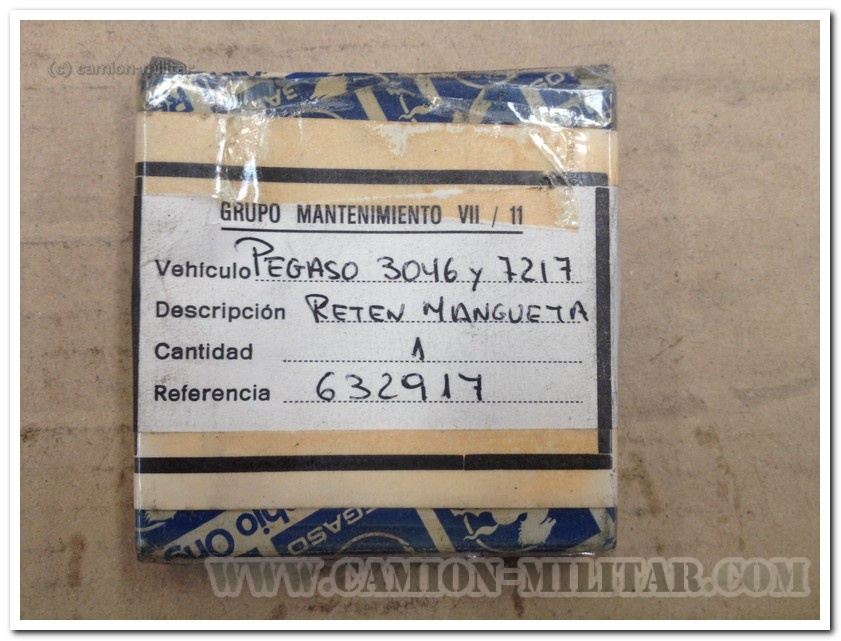 (c) camion-militar
GRUPO MANTENIMIENTO VII / 11
Vehículo PEGASO 3046 y 7217
Descripción RETEN MANGUETA
Cantidad 1
Referencia 632917
PEGASO
WWW.CAMION-MILITAR.COM